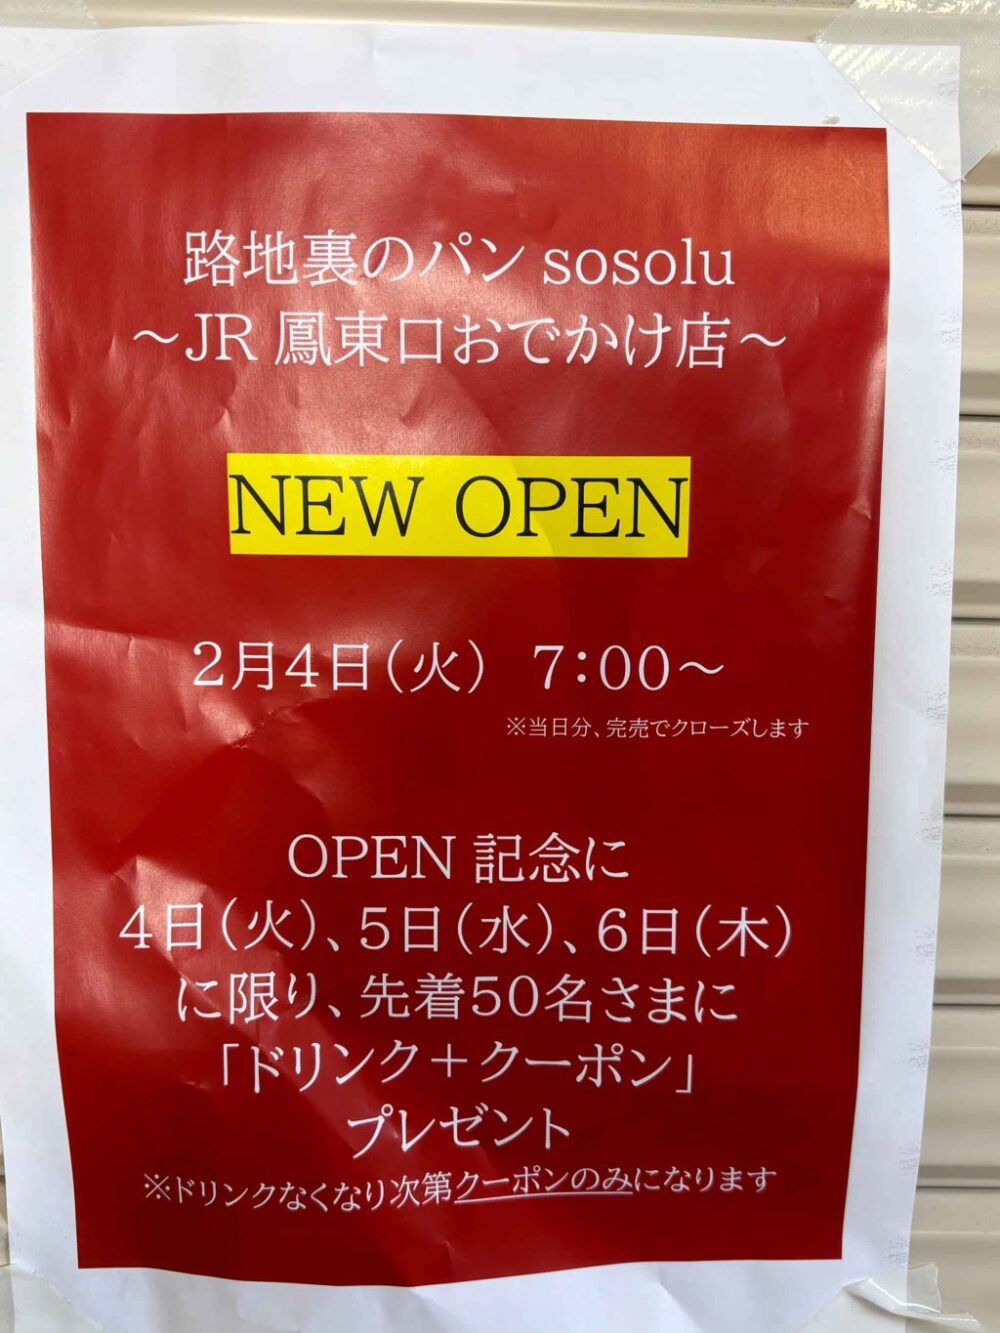 路地裏のパン sosolu
～JR 鳳東口おでかけ店～
NEW OPEN
2月4日（火） 7：00～
※当日分、完売でクローズします
OPEN 記念に
4日（火）、5日（水）、6日（木）
に限り、先着50名さまに
「ドリンク＋クーポン」
プレゼント
※ドリンクなくなり次第クーポンのみになります